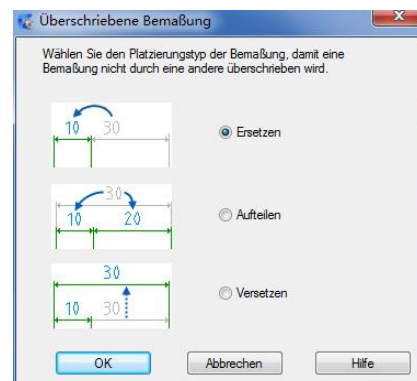 Überschriebene Bemaßung
Wählen Sie den Platzierungstyp der Bemaßung, damit eine
Bemaßung nicht durch eine andere überschrieben wird.
10 30
Ersetzen
30
10 20
Aufteilen
30
10 30
Versetzen
OK Abbrechen Hilfe